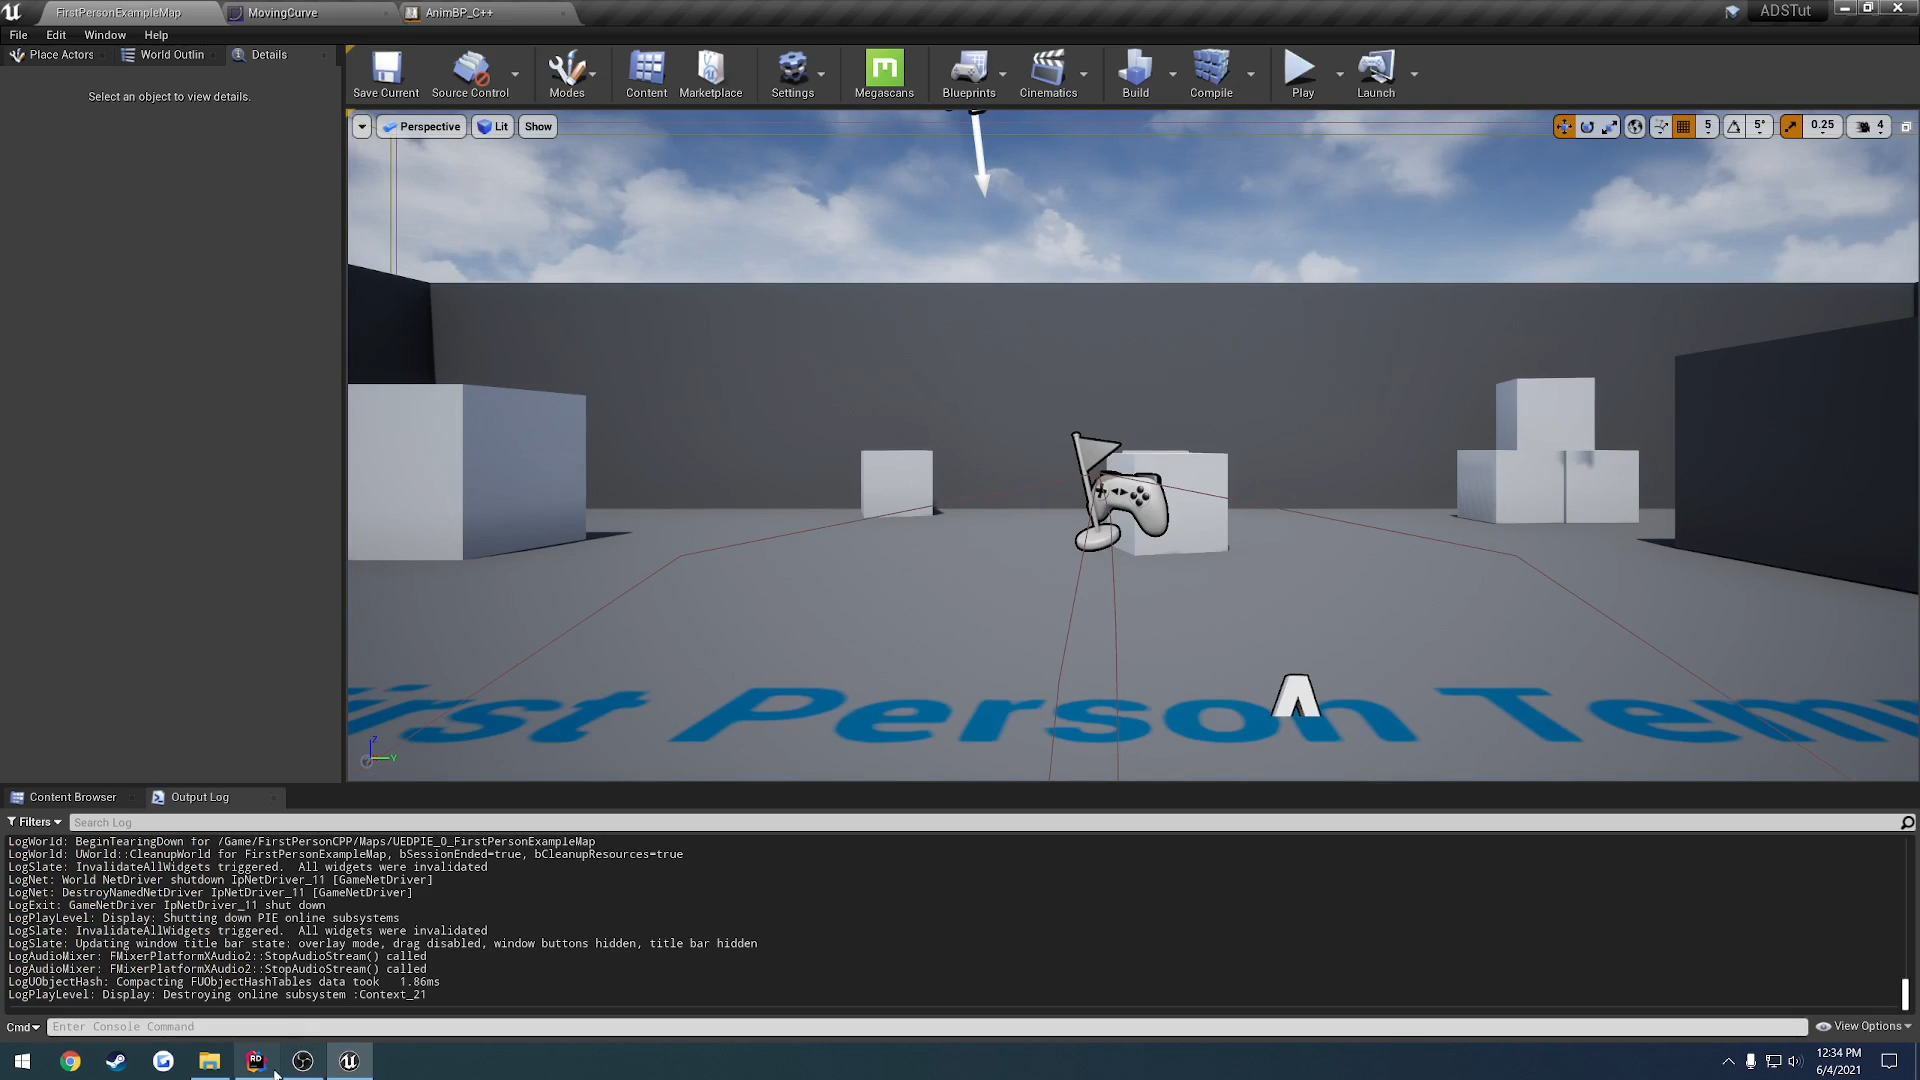 FirstPersonExampleMap
MovingCurve
AnimBP_C++
ADSTut
File Edit Window Help
Place Actors
World Outlin
Details
Select an object to view details.
Save Current
Source Control
Modes
Content
Marketplace
Settings
Megascans
Blueprints
Cinematics
Build
Compile
Play
Launch
Perspective
Lit
Show
5
5°
0.25
4
First Person Temp
Z
Y
Content Browser
Output Log
Filters
Search Log
LogWorld: BeginTearingDown for /Game/FirstPersonCPP/Maps/UEDPIE_0_FirstPersonExampleMap
LogWorld: UWorld::CleanupWorld for FirstPersonExampleMap, bSessionEnded=true, bCleanupResources=true
LogSlate: InvalidateAllWidgets triggered.  All widgets were invalidated
LogNet: World NetDriver shutdown IpNetDriver_11 [GameNetDriver]
LogNet: DestroyNamedNetDriver IpNetDriver_11 [GameNetDriver]
LogExit: GameNetDriver IpNetDriver_11 shut down
LogPlayLevel: Display: Shutting down PIE online subsystems
LogSlate: InvalidateAllWidgets triggered.  All widgets were invalidated
LogSlate: Updating window title bar state: overlay mode, drag disabled, window buttons hidden, title bar hidden
LogAudioMixer: FMixerPlatformXAudio2::StopAudioStream() called
LogAudioMixer: FMixerPlatformXAudio2::StopAudioStream() called
LogUObjectHash: Compacting FUObjectHashTables data took   1.86ms
LogPlayLevel: Display: Destroying online subsystem :Context_21
Cmd
Enter Console Command
View Options
RD
12:34 PM
6/4/2021